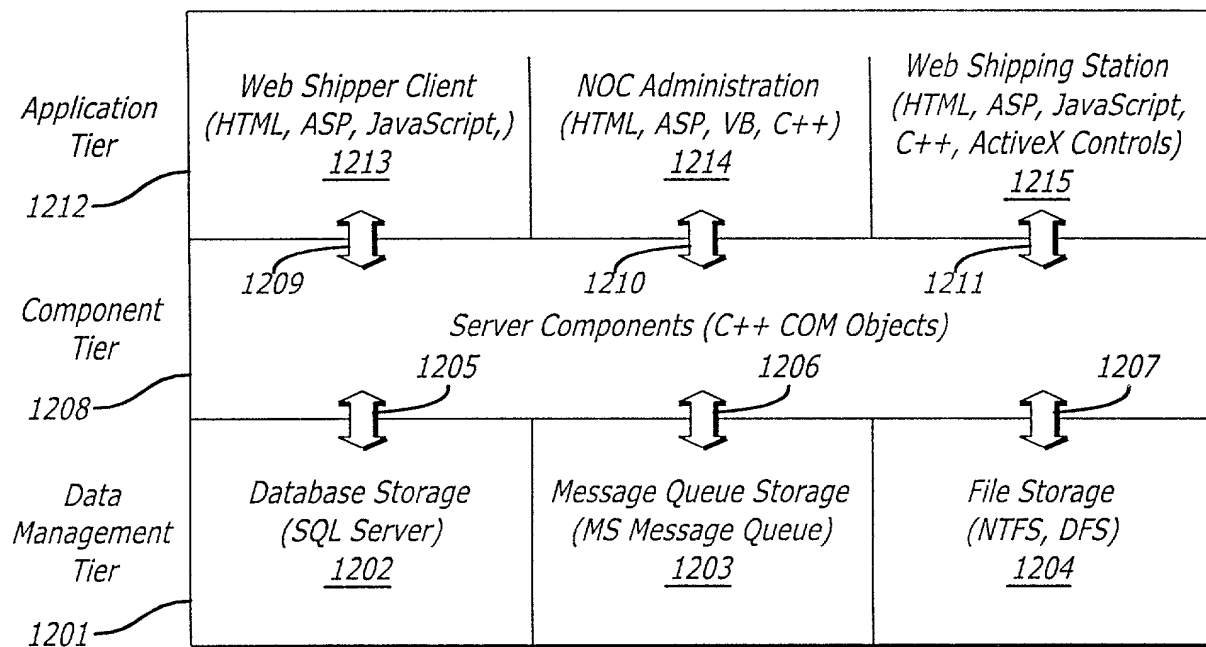 Application
Tier
1212
Web Shipper Client
(HTML, ASP, JavaScript,)
1213
NOC Administration
(HTML, ASP, VB, C++)
1214
Web Shipping Station
(HTML, ASP, JavaScript,
C++, ActiveX Controls)
1215
1209
1210
1211
Component
Tier
1208
Server Components (C++ COM Objects)
1205
1206
1207
Data
Management
Tier
1201
Database Storage
(SQL Server)
1202
Message Queue Storage
(MS Message Queue)
1203
File Storage
(NTFS, DFS)
1204